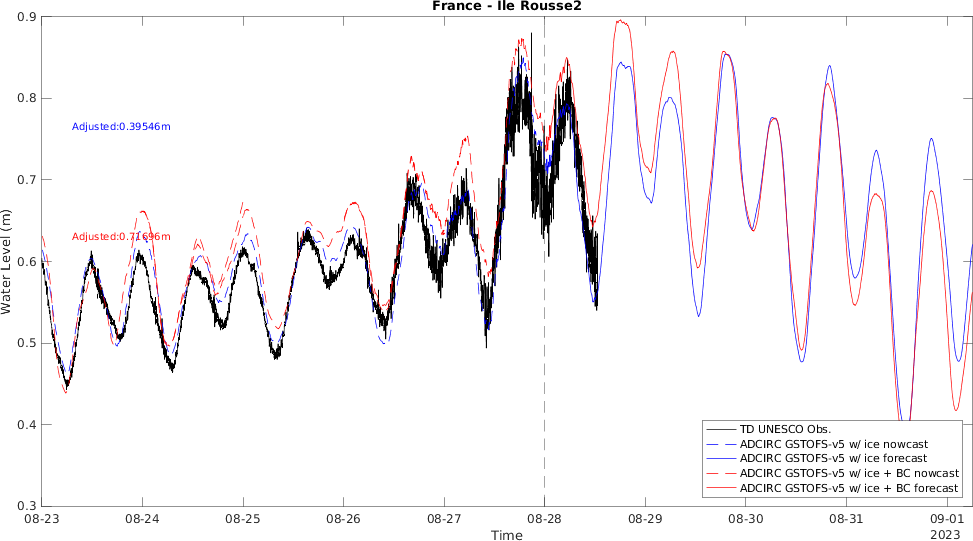 France - Ile Rousse2
0.9
0.8
0.7
0.6
0.5
0.4
0.3
Water Level (m)
Adjusted:0.39546m
Adjusted:0.71696m
TD UNESCO Obs.
ADCIRC GSTOFS-v5 w/ ice nowcast
ADCIRC GSTOFS-v5 w/ ice forecast
ADCIRC GSTOFS-v5 w/ ice + BC nowcast
ADCIRC GSTOFS-v5 w/ ice + BC forecast
08-23 08-24 08-25 08-26 08-27 08-28 08-29 08-30 08-31 09-01
2023
Time